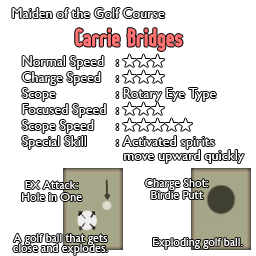 Maiden of the Golf Course
Carrie Bridges
Normal Speed : ☆☆☆
Charge Speed : ☆☆☆
Scope : Rotary Eye Type
Focused Speed : ☆☆☆
Scope Speed : ☆☆☆☆☆
Special Skill : Activated spirits
move upward quickly
EX Attack:
Hole in One
A golf ball that gets
close and explodes.
Charge Shot:
Birdie Putt
Exploding golf ball.